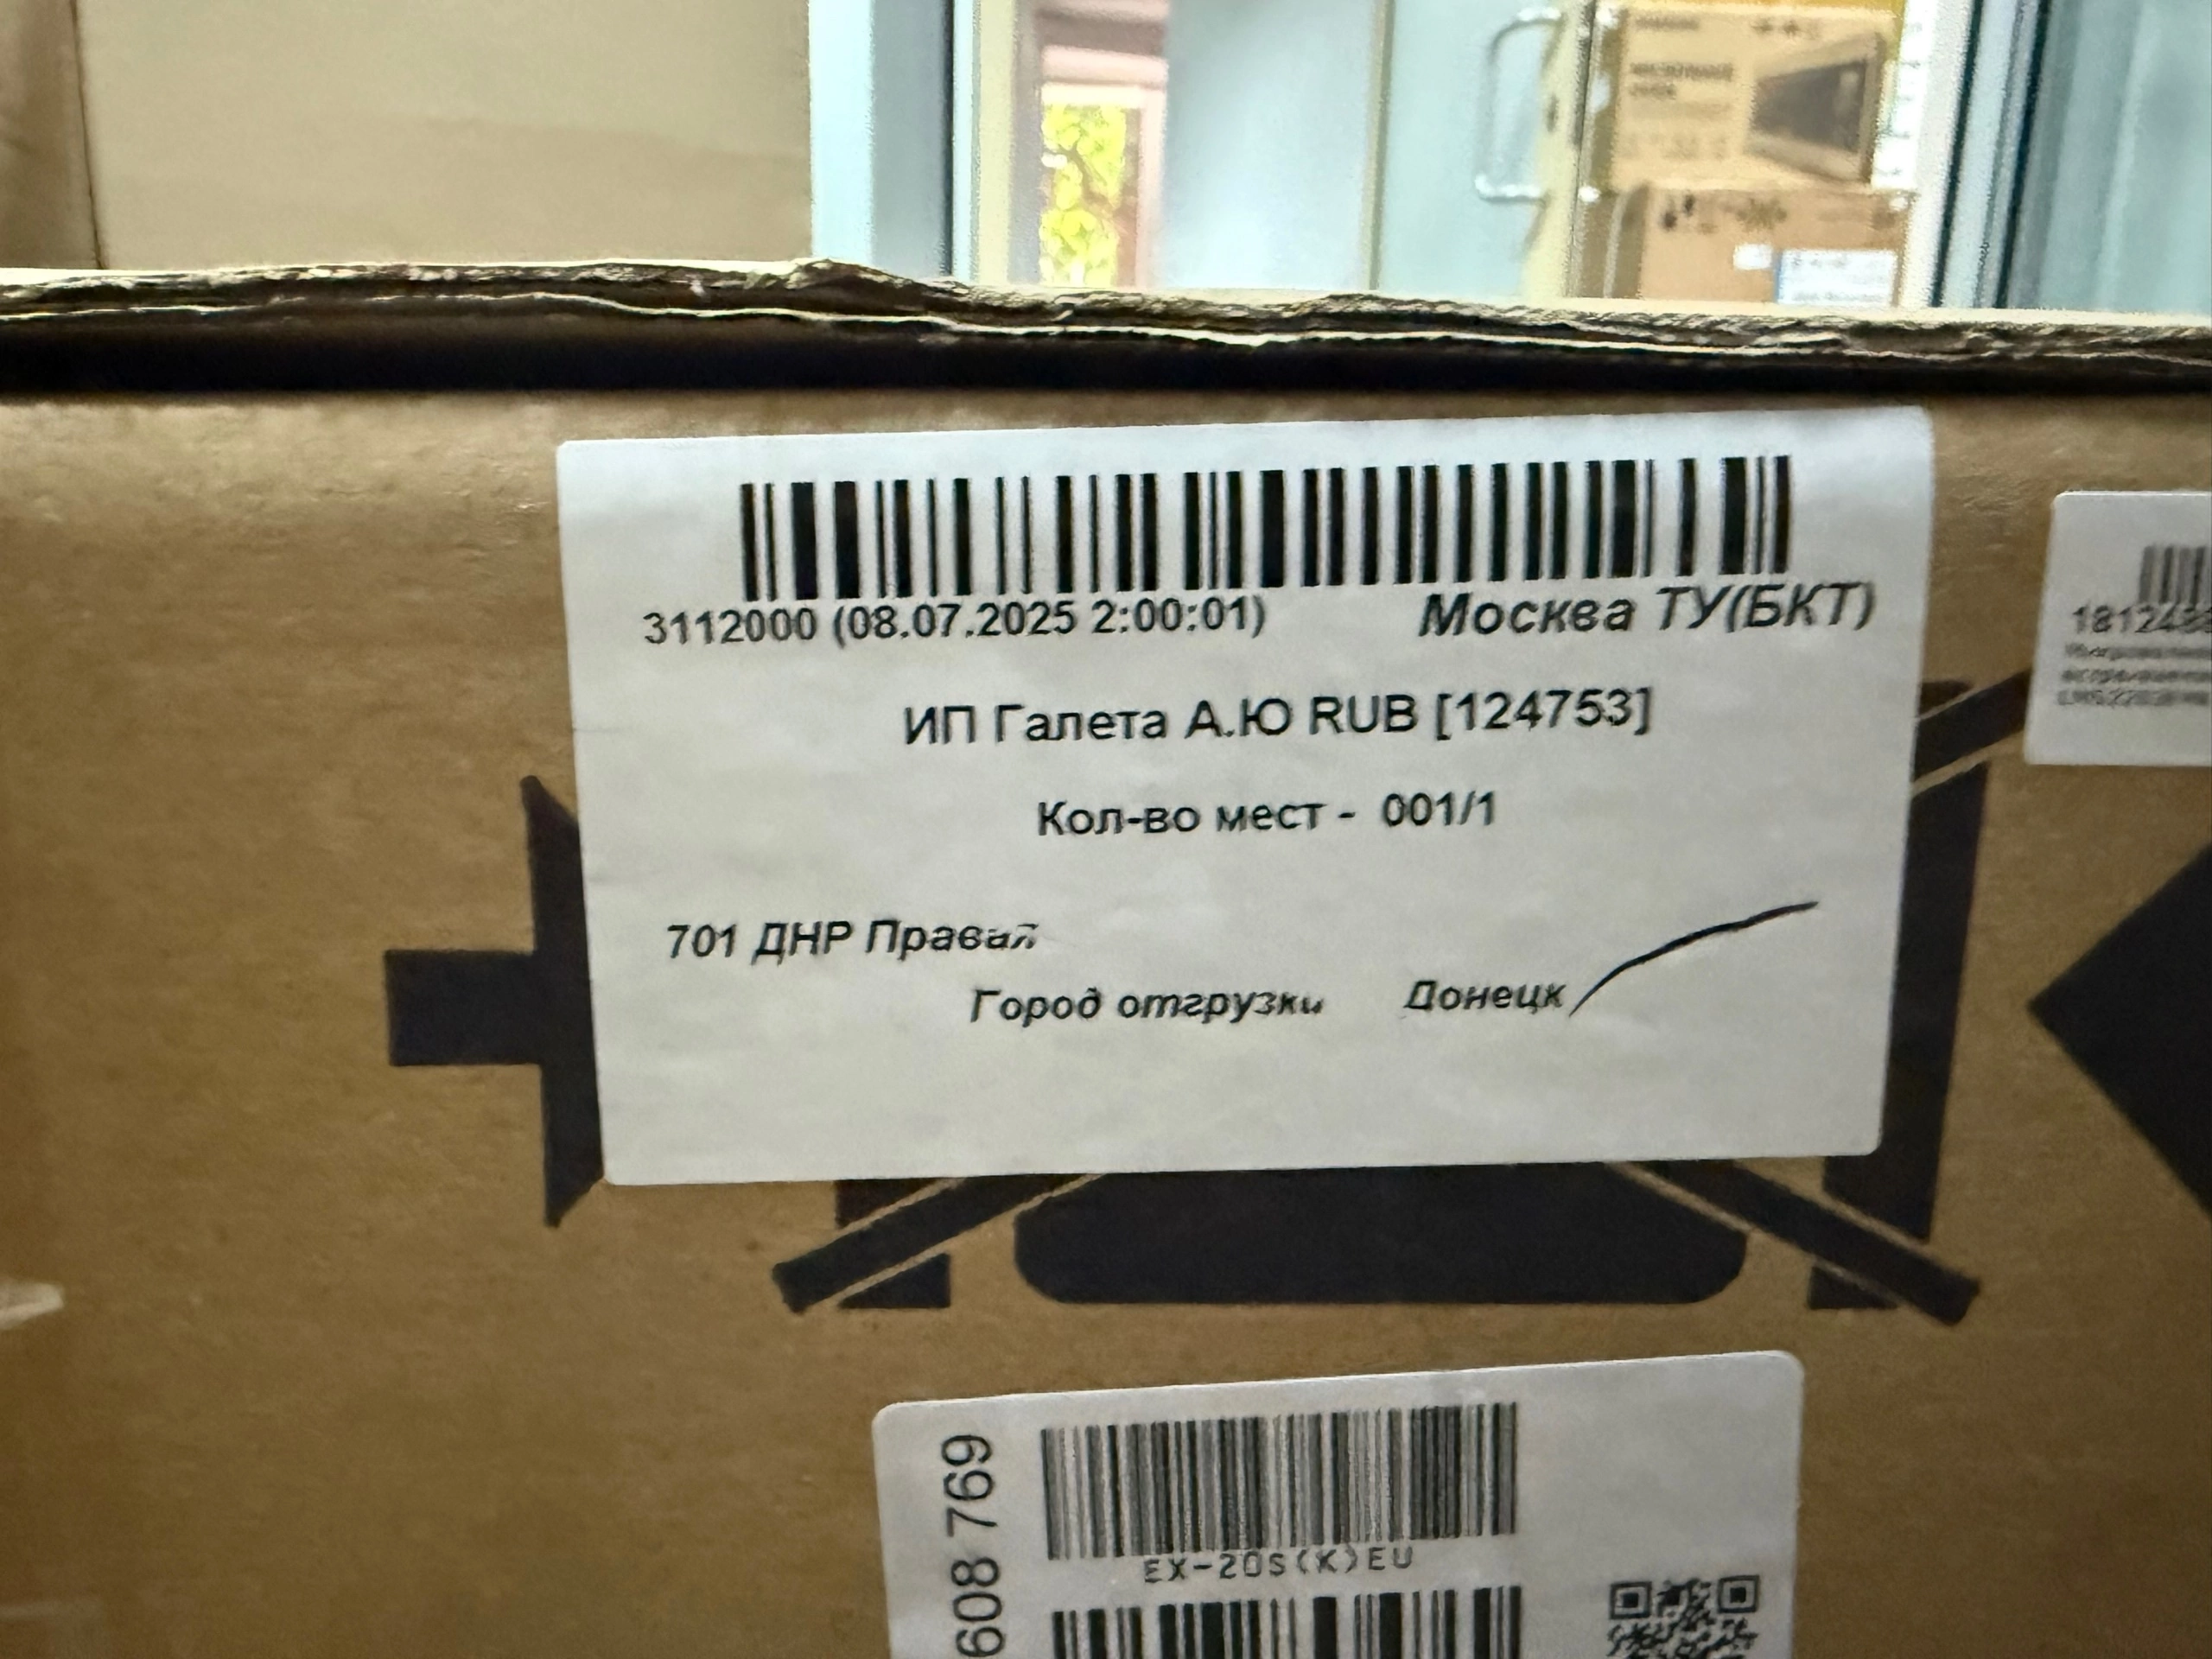 3112000 (08.07.2025 2:00:01) Москва ТУ(БКТ)
ИП Галета А.Ю RUB [124753]
Кол-во мест - 001/1
701 ДНР Правая
Город отгрузки Донецк
608 769
EX-20S(K)EU